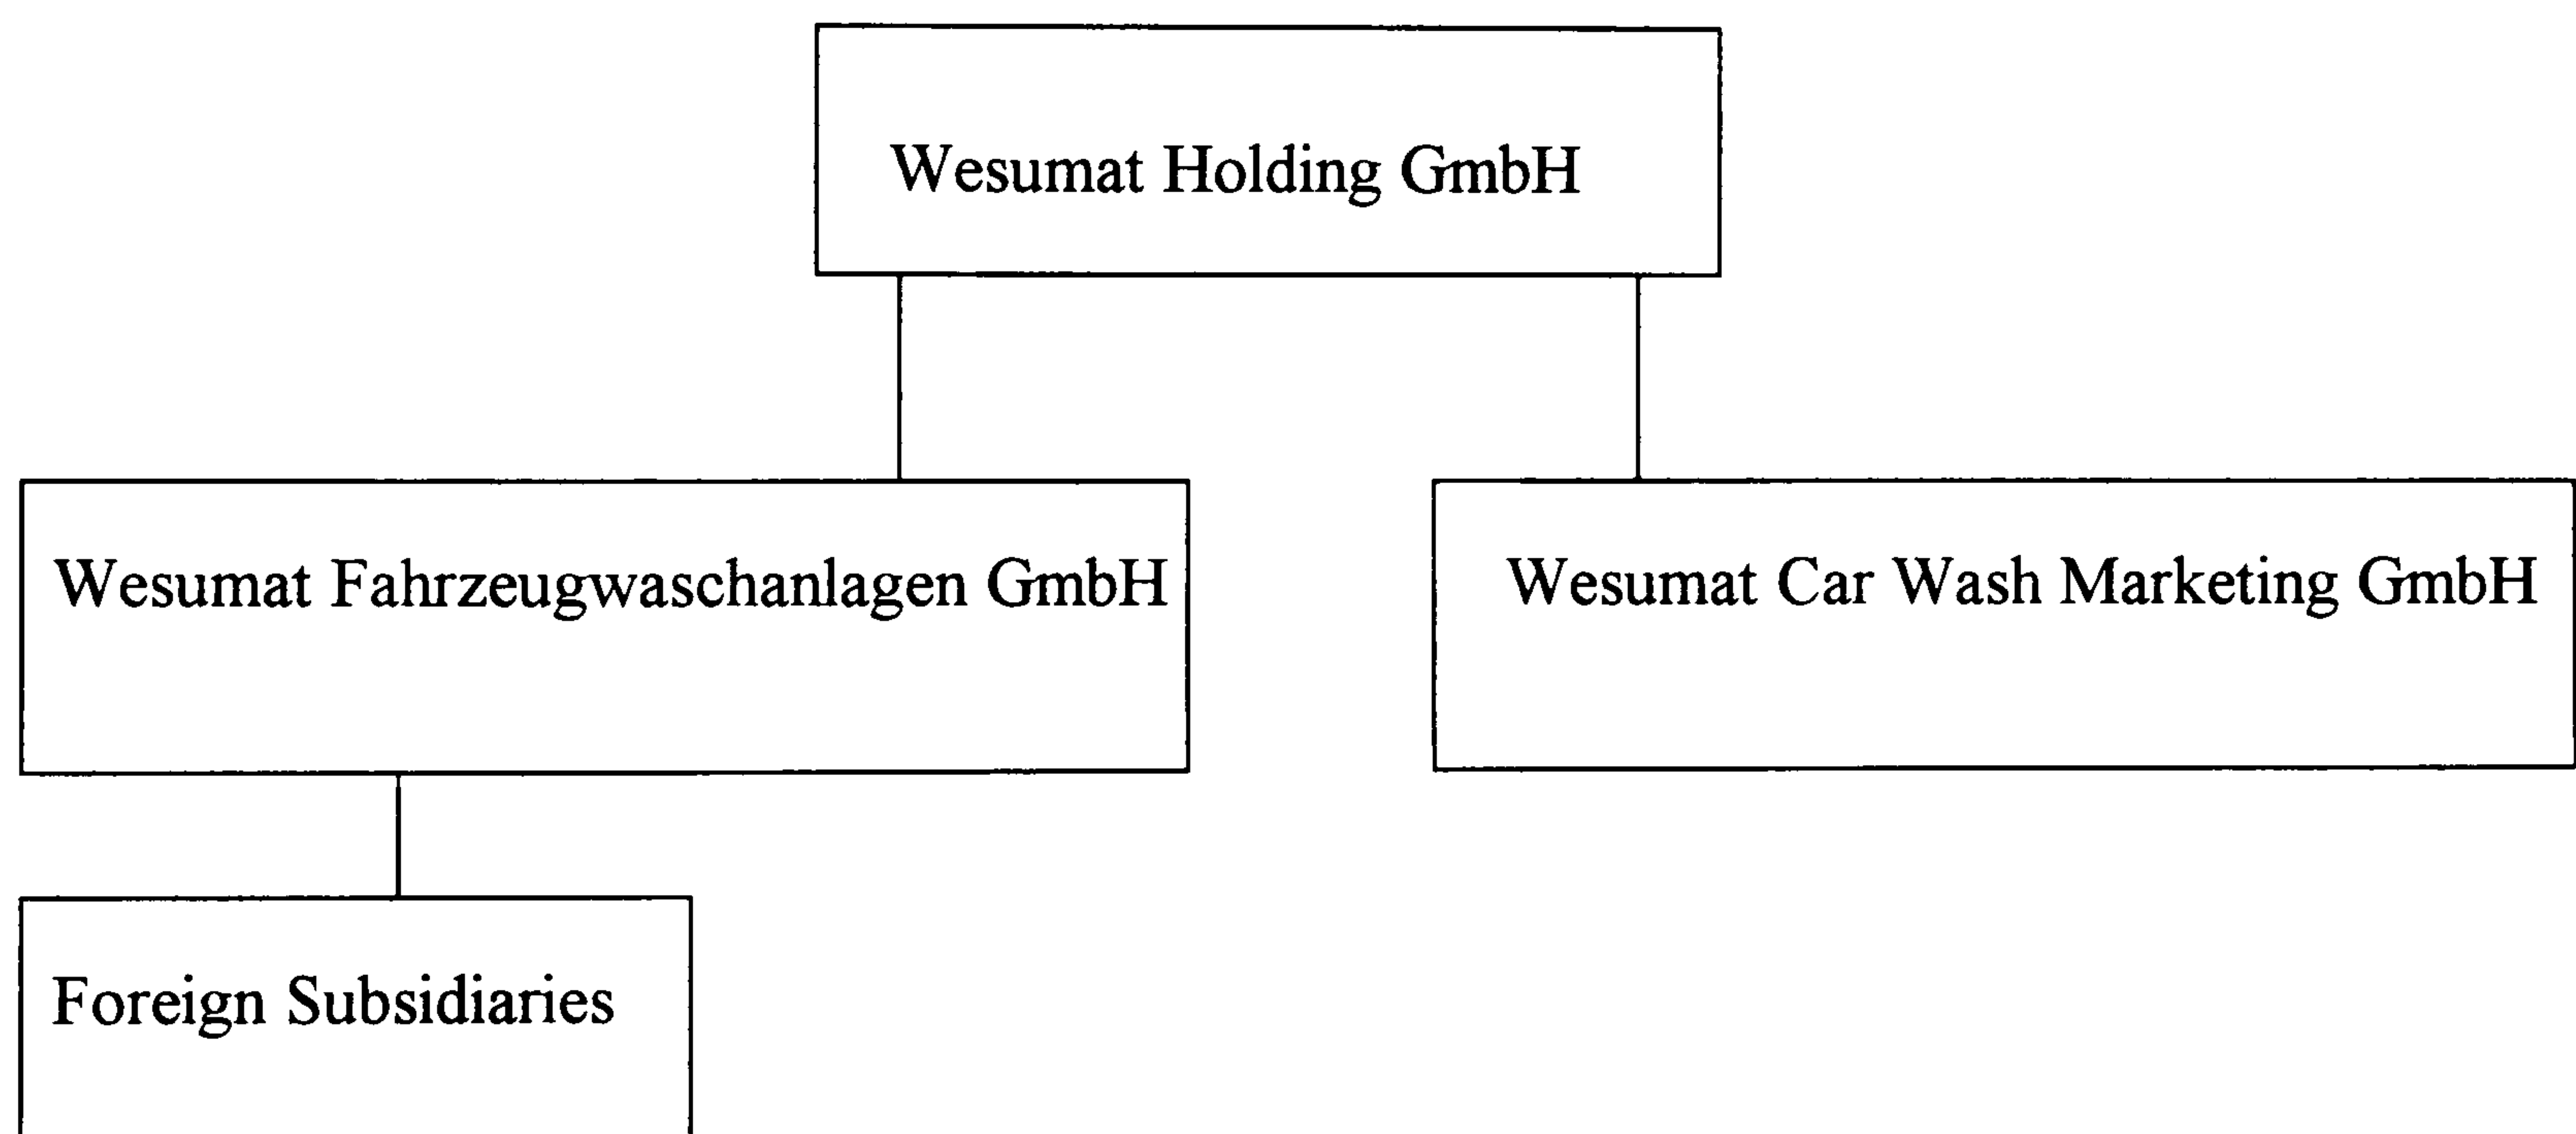 Wesumat Holding GmbH
Wesumat Fahrzeugwaschanlagen GmbH
Wesumat Car Wash Marketing GmbH
Foreign Subsidiaries